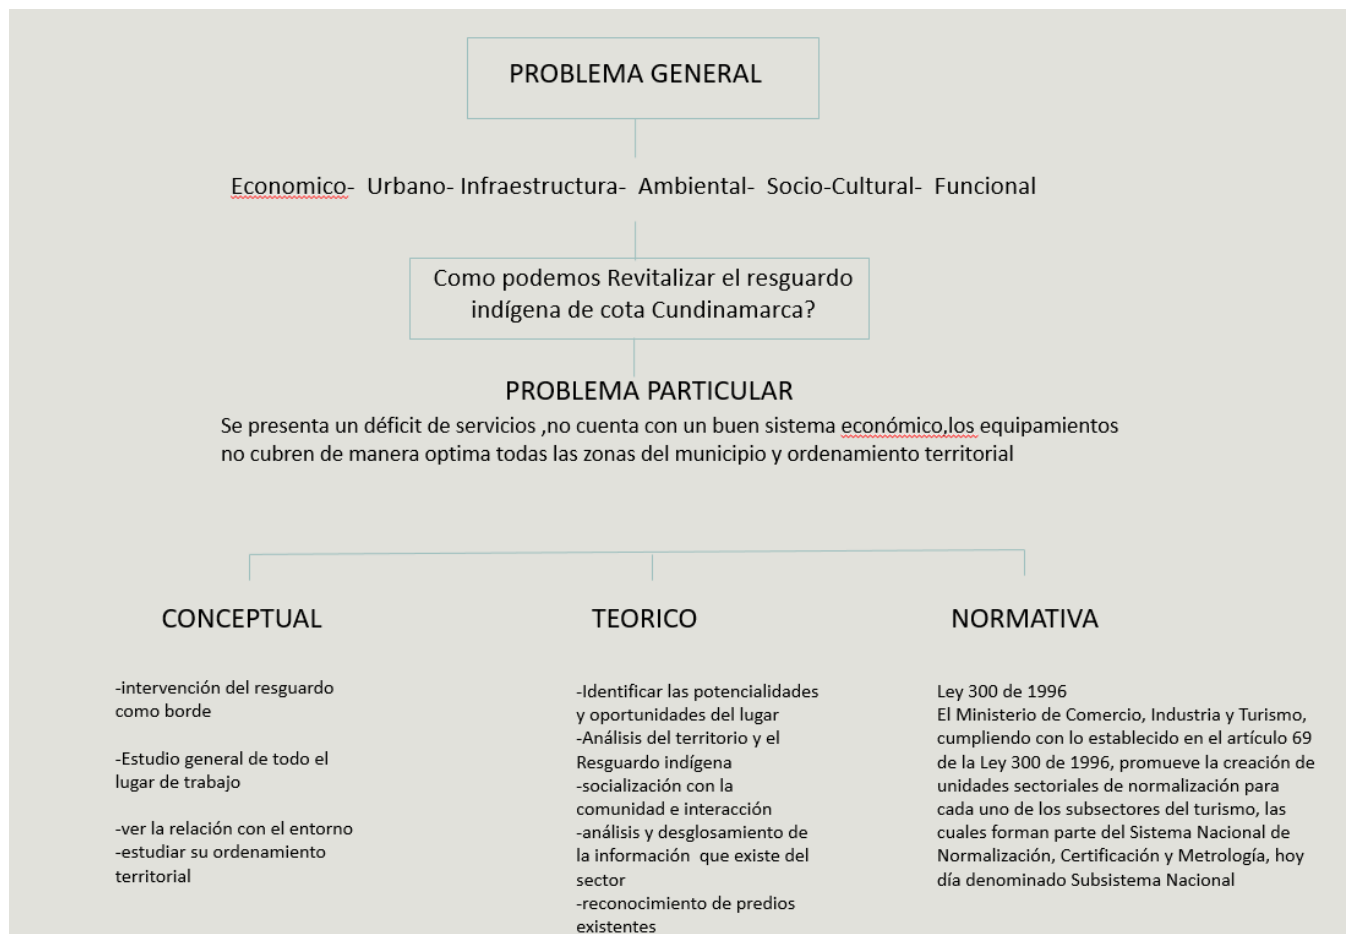 PROBLEMA GENERAL
Economico- Urbano- Infraestructura- Ambiental- Socio-Cultural- Funcional
Como podemos Revitalizar el resguardo
indígena de cota Cundinamarca?
PROBLEMA PARTICULAR
Se presenta un déficit de servicios ,no cuenta con un buen sistema económico,los equipamientos
no cubren de manera optima todas las zonas del municipio y ordenamiento territorial
CONCEPTUAL
-intervención del resguardo
como borde
-Estudio general de todo el
lugar de trabajo
-ver la relación con el entorno
-estudiar su ordenamiento
territorial
TEORICO
-Identificar las potencialidades
y oportunidades del lugar
-Análisis del territorio y el
Resguardo indígena
-socialización con la
comunidad e interacción
-análisis y desglosamiento de
la información que existe del
sector
-reconocimiento de predios
existentes
NORMATIVA
Ley 300 de 1996
El Ministerio de Comercio, Industria y Turismo,
cumpliendo con lo establecido en el artículo 69
de la Ley 300 de 1996, promueve la creación de
unidades sectoriales de normalización para
cada uno de los subsectores del turismo, las
cuales forman parte del Sistema Nacional de
Normalización, Certificación y Metrología, hoy
día denominado Subsistema Nacional